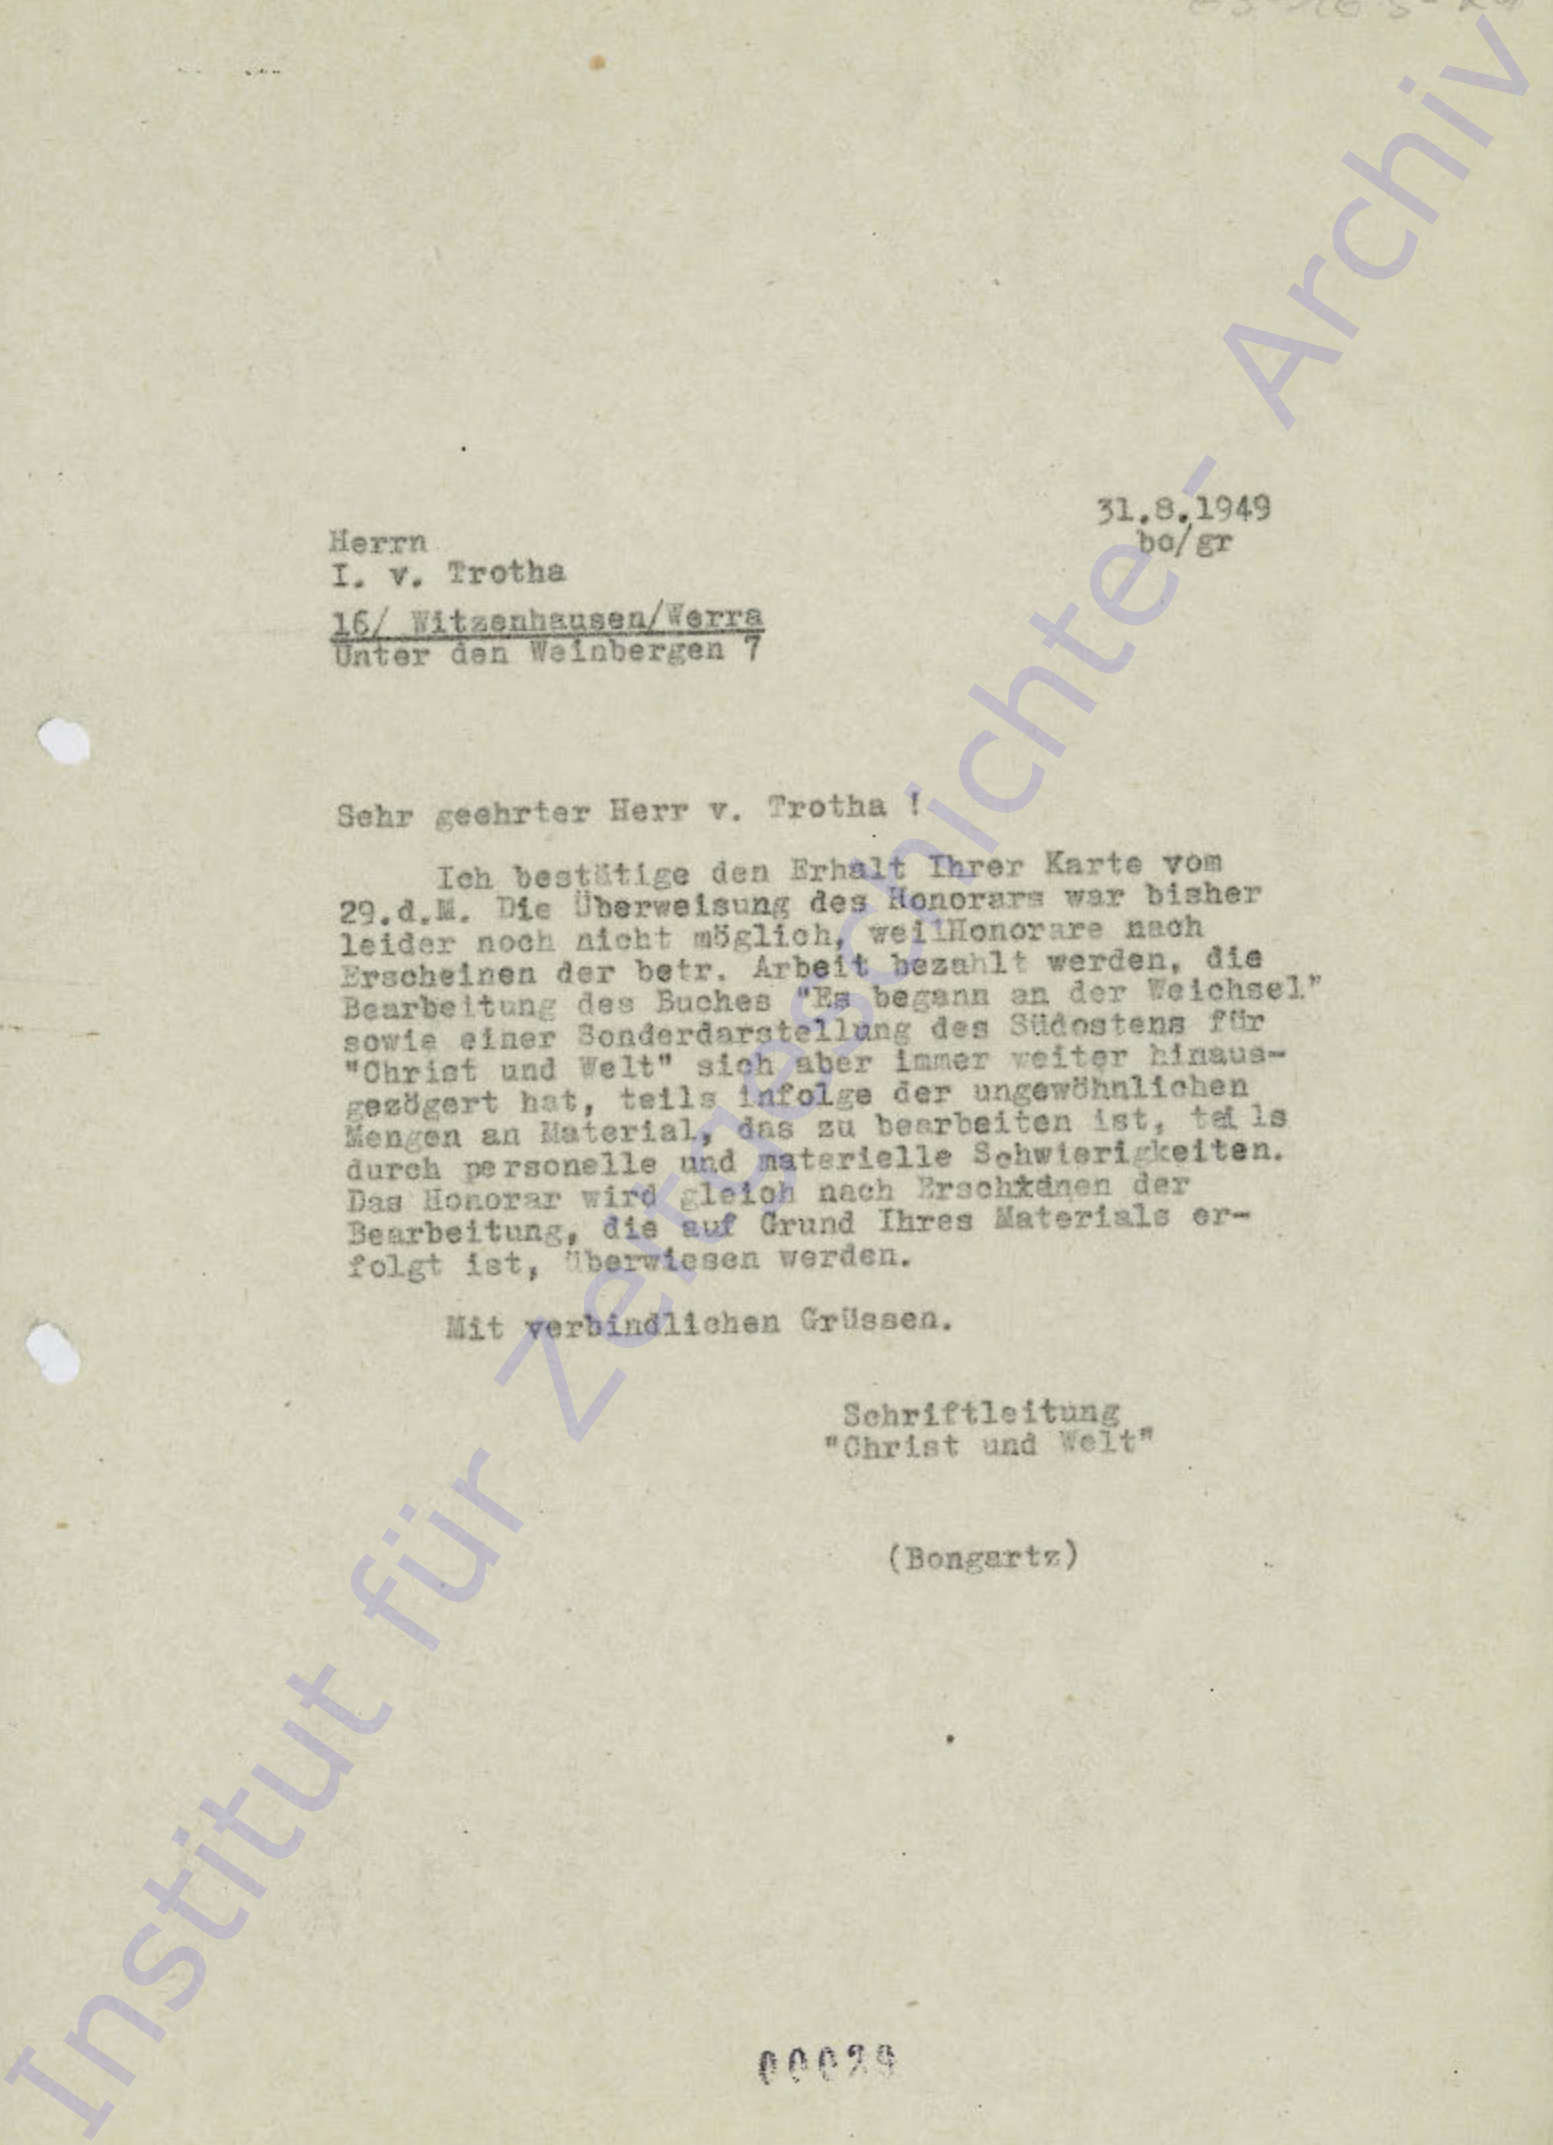 31.8.1949
bo/gr
Herrn
I. v. Trotha
16/ Witzenhausen/Werra
Unter den Weinbergen 7
Sehr geehrter Herr v. Trotha !
Ich bestätige den Erhalt Ihrer Karte vom
29.d.M. Die Überweisung des Honorars war bisher
leider noch nicht möglich, weilHonorare nach
Erscheinen der betr. Arbeit bezahlt werden, die
Bearbeitung des Buches "Es begann an der Weichsel"
sowie einer Sonderdarstellung des Südostens für
"Christ und Welt" sich aber immer weiter hinaus-
gezögert hat, teils infolge der ungewöhnlichen
Mengen an Material, das zu bearbeiten ist, teils
durch personelle und materielle Schwierigkeiten.
Das Honorar wird gleich nach der
Bearbeitung, die auf Grund Ihres Materials er-
folgt ist, überwiesen werden.
Mit verbindlichen Grüssen.
Schriftleitung
"Christ und Welt"
(Bongartz)
00029
Institut für Zeitgeschichte - Archiv